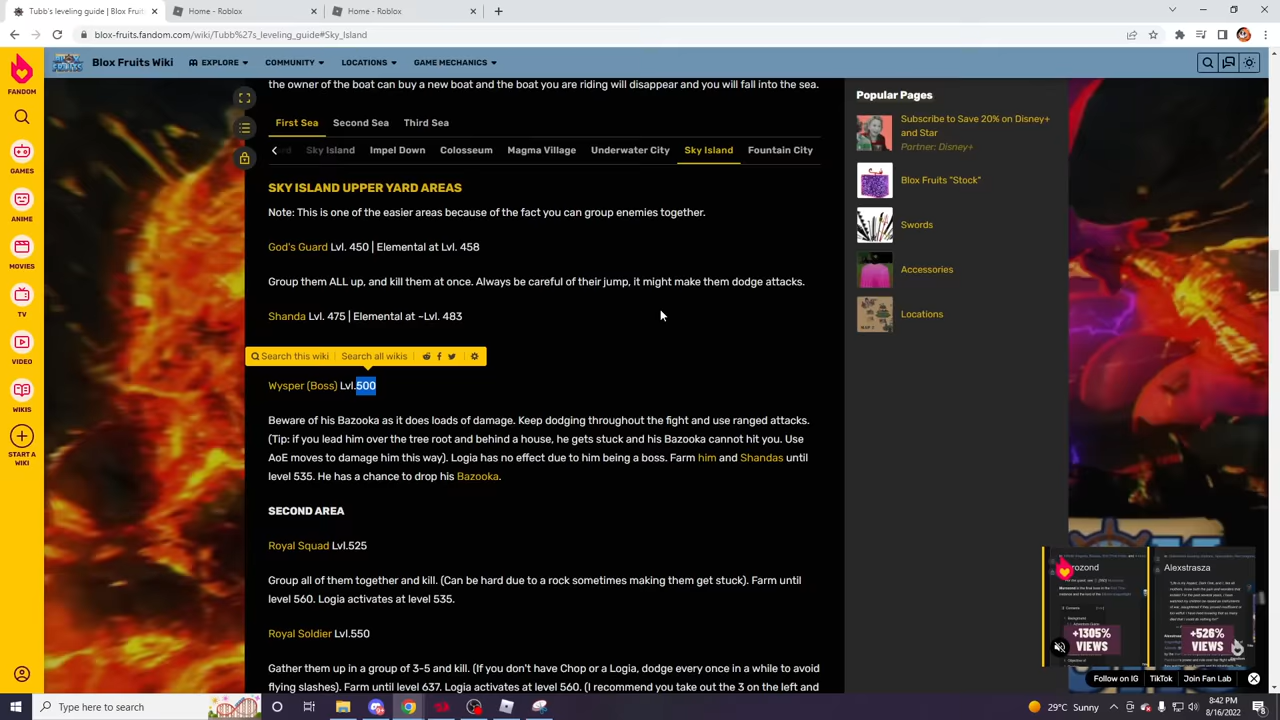 Tubb's leveling guide | Blox Fruits
Home - Roblox
Home - Roblox
blox-fruits.fandom.com/wiki/Tubb%27s_leveling_guide#Sky_Island
FANDOM
GAMES
ANIME
MOVIES
TV
VIDEO
WIKIS
START A
WIKI
Blox Fruits Wiki
EXPLORE
COMMUNITY
LOCATIONS
GAME MECHANICS
the owner of the boat can buy a new boat and the boat you are riding will disappear and you will fall into the sea.
First Sea
Second Sea
Third Sea
Sky Island
Impel Down
Colosseum
Magma Village
Underwater City
Sky Island
Fountain City
SKY ISLAND UPPER YARD AREAS
Note: This is one of the easier areas because of the fact you can group enemies together.
God's Guard Lvl. 450 | Elemental at Lvl. 458
Group them ALL up, and kill them at once. Always be careful of their jump, it might make them dodge attacks.
Shanda Lvl. 475 | Elemental at ~Lvl. 483
Search this wiki
Search all wikis
Wysper (Boss) Lvl.500
Beware of his Bazooka as it does loads of damage. Keep dodging throughout the fight and use ranged attacks.
(Tip: if you lead him over the tree root and behind a house, he gets stuck and his Bazooka cannot hit you. Use
AoE moves to damage him this way). Logia has no effect due to him being a boss. Farm him and Shandas until
level 535. He has a chance to drop his Bazooka.
SECOND AREA
Royal Squad Lvl.525
Group all of them together and kill. (Often hard due to a rock sometimes making them get stuck). Farm until
level 560. Logia activates at level 535.
Royal Soldier Lvl.550
Gather them up in a group of 3-5 and kill (if you don't have Chop or a Logia, dodge every once in a while to avoid
flying slashes). Farm until level 637. Logia activates at level 560. (I recommend you take out the 3 on the left and
Popular Pages
Subscribe to Save 20% on Disney+
and Star
Partner: Disney+
Blox Fruits "Stock"
Swords
Accessories
Locations
Alexstrasza
+1305%
VIEWS
+526%
VIEWS
Follow on IG
TikTok
Join Fan Lab
Type here to search
29°C Sunny
8:42 PM
8/16/2022
8